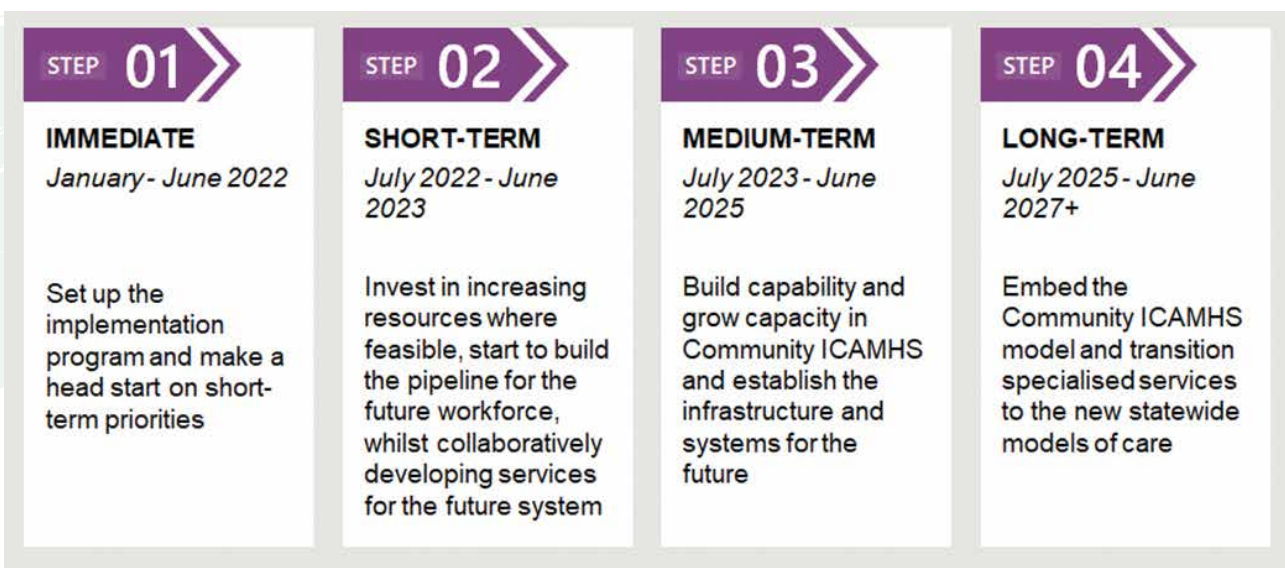 STEP 01
IMMEDIATE
January - June 2022
Set up the
implementation
program and make a
head start on short-
term priorities
STEP 02
SHORT-TERM
July 2022 - June
2023
Invest in increasing
resources where
feasible, start to build
the pipeline for the
future workforce,
whilst collaboratively
developing services
for the future system
STEP 03
MEDIUM-TERM
July 2023 - June
2025
Build capability and
grow capacity in
Community ICAMHS
and establish the
infrastructure and
systems for the
future
STEP 04
LONG-TERM
July 2025 - June
2027+
Embed the
Community ICAMHS
model and transition
specialised services
to the new statewide
models of care